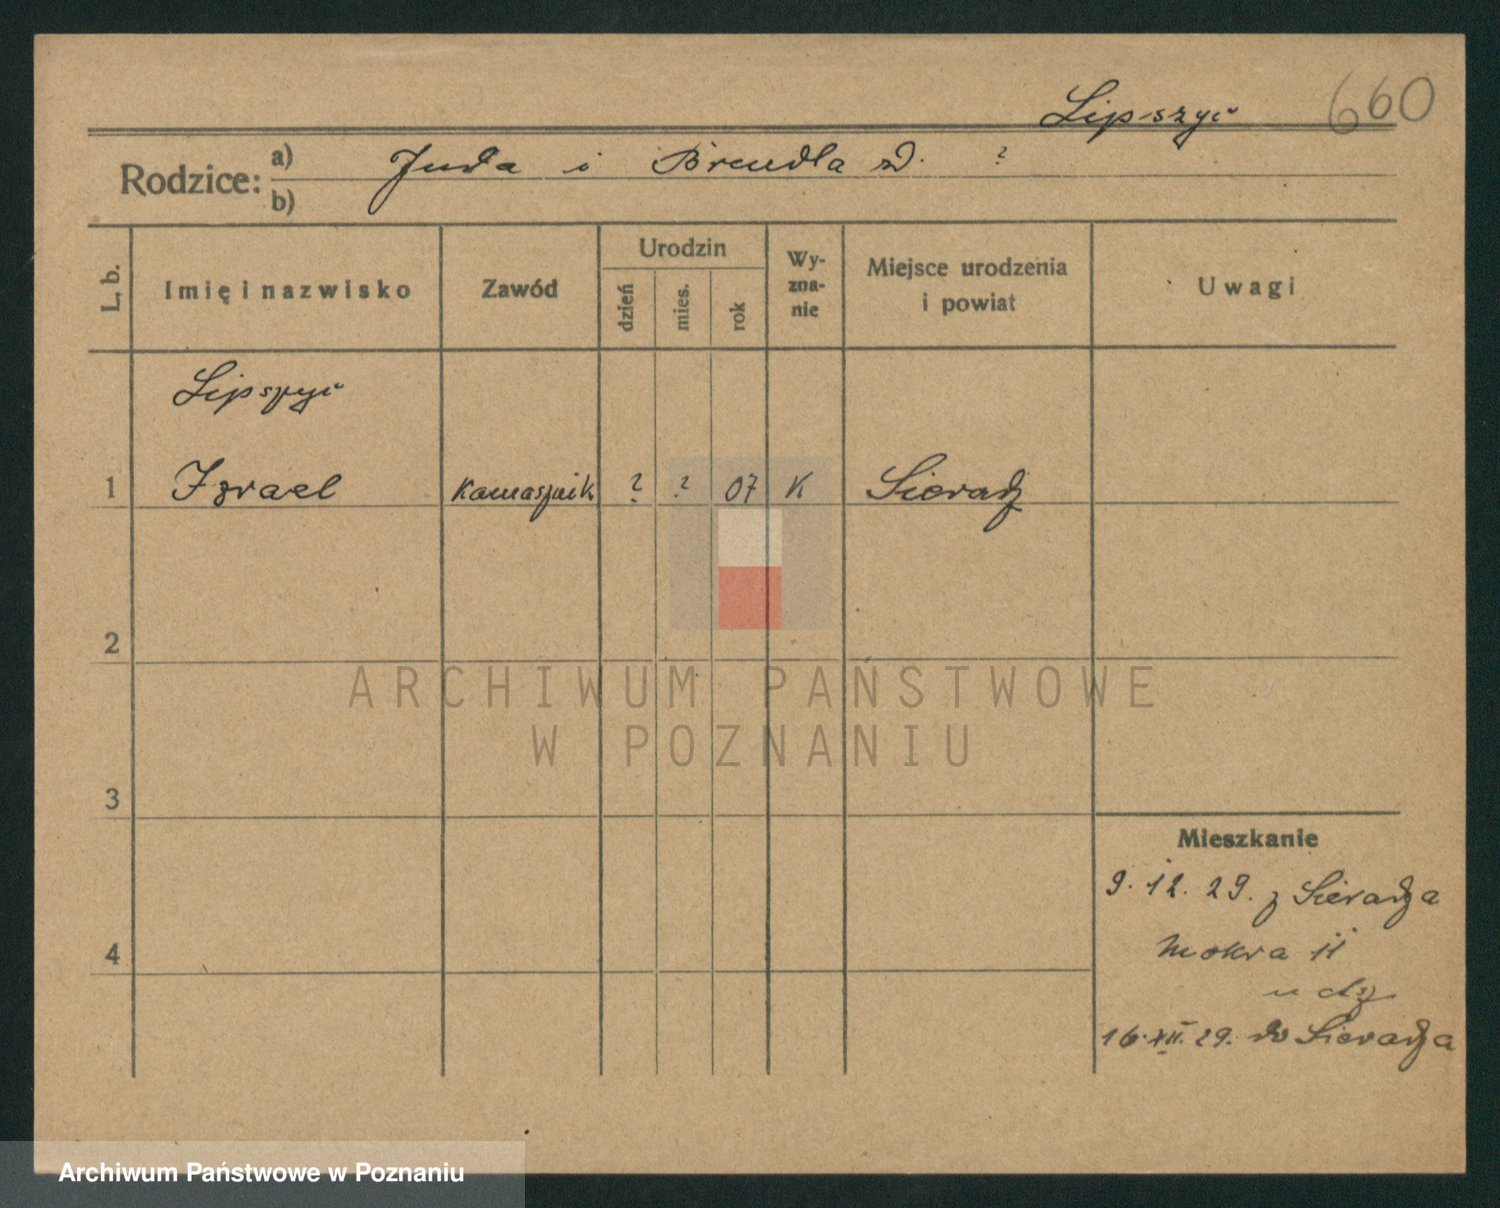 Lipszyc 660
Rodzice: a) Juda i Brendla zd. ?
b)
L. b. Imię i nazwisko Zawód Urodzin Wy-zna-nie Miejsce urodzenia i powiat Uwagi
dzień mies. rok
Lipszyc
1 Izrael Kamasznik ? ? 07 K Sieradz
2
ARCHIWUM PAŃSTWOWE
W POZNANIU
3
Mieszkanie
9. 12. 29. z Sieradza
4 Mokra 11
16.XII.29. do Sieradza
Archiwum Państwowe w Poznaniu